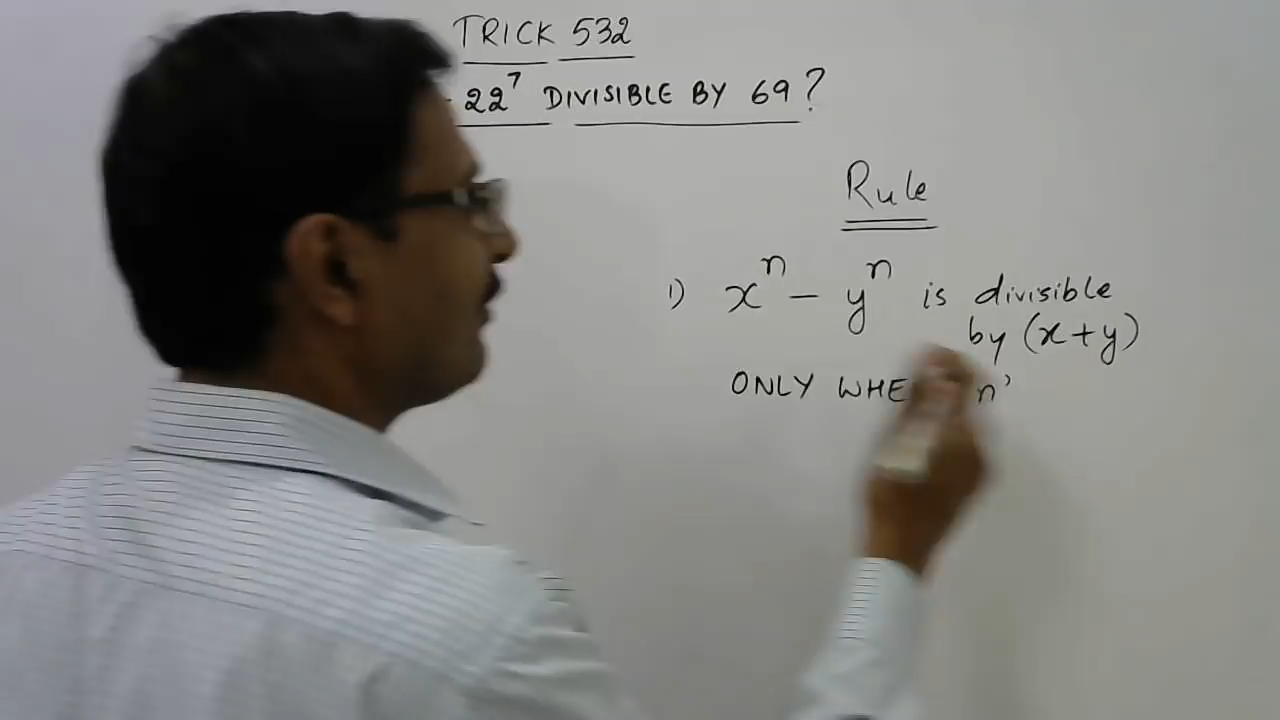 TRICK 532
- 22⁷ DIVISIBLE BY 69?
Rule
1) xⁿ - yⁿ is divisible
by (x+y)
ONLY WHE n'